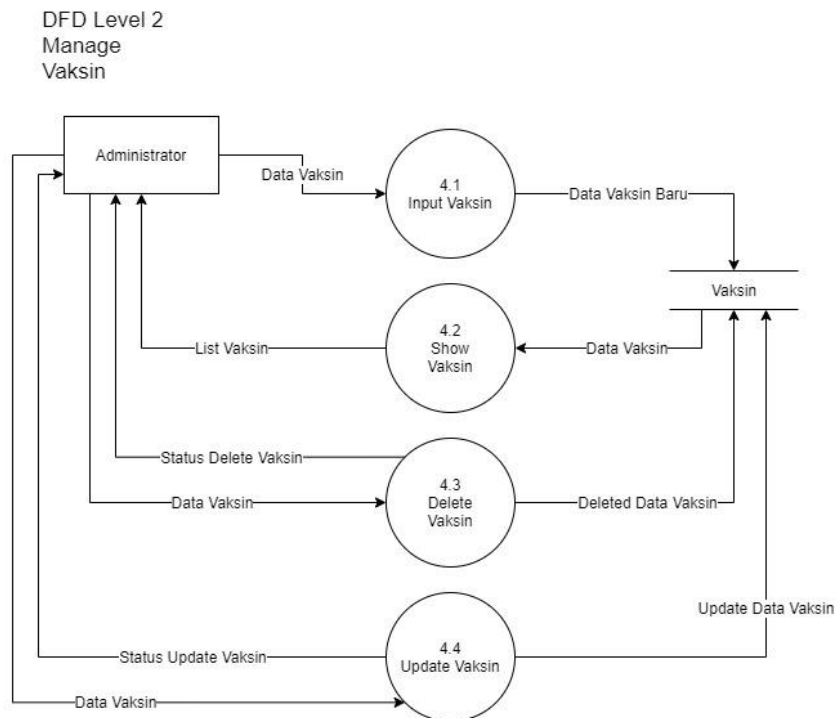 DFD Level 2
Manage
Vaksin
Administrator
Data Vaksin
4.1
Input Vaksin
Data Vaksin Baru
Vaksin
List Vaksin
4.2
Show
Vaksin
Data Vaksin
Status Delete Vaksin
Data Vaksin
4.3
Delete
Vaksin
Deleted Data Vaksin
Update Data Vaksin
Status Update Vaksin
4.4
Update Vaksin
Data Vaksin